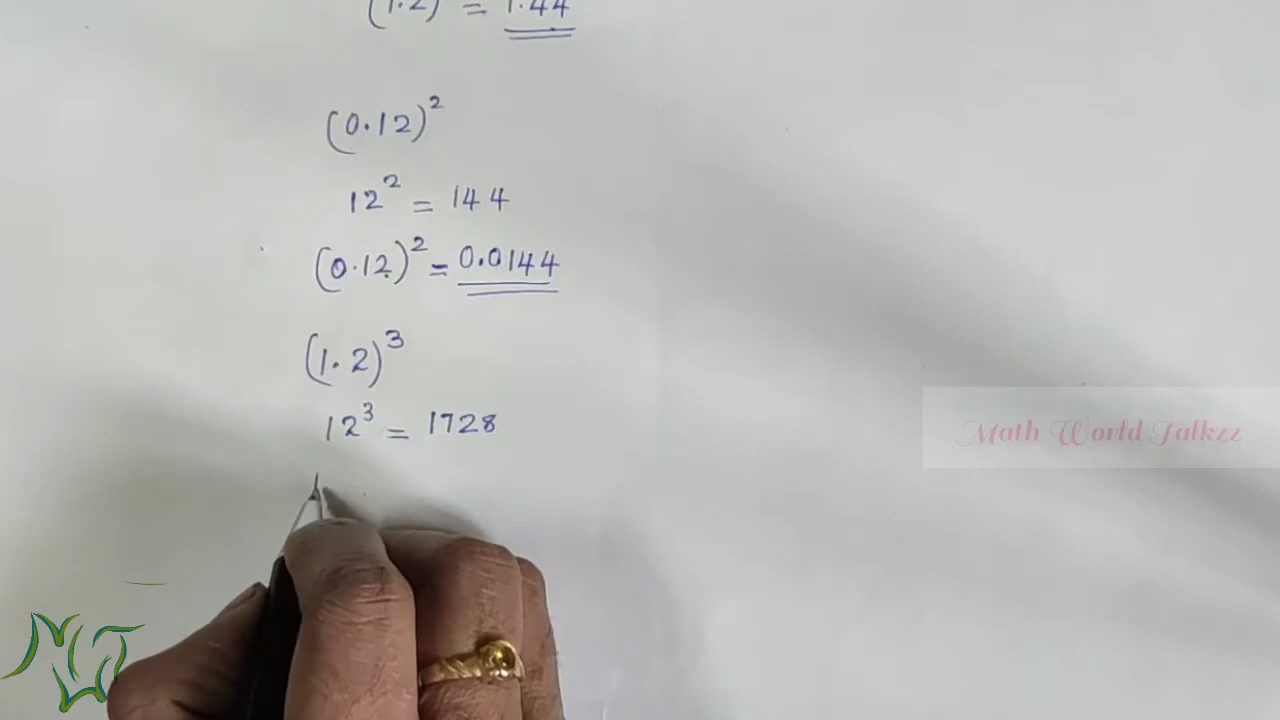 (1.2) = 1.44
(0.12)²
12² = 144
(0.12)² = 0.0144
(1.2)³
12³ = 1728
Math World Talkzz
MWT